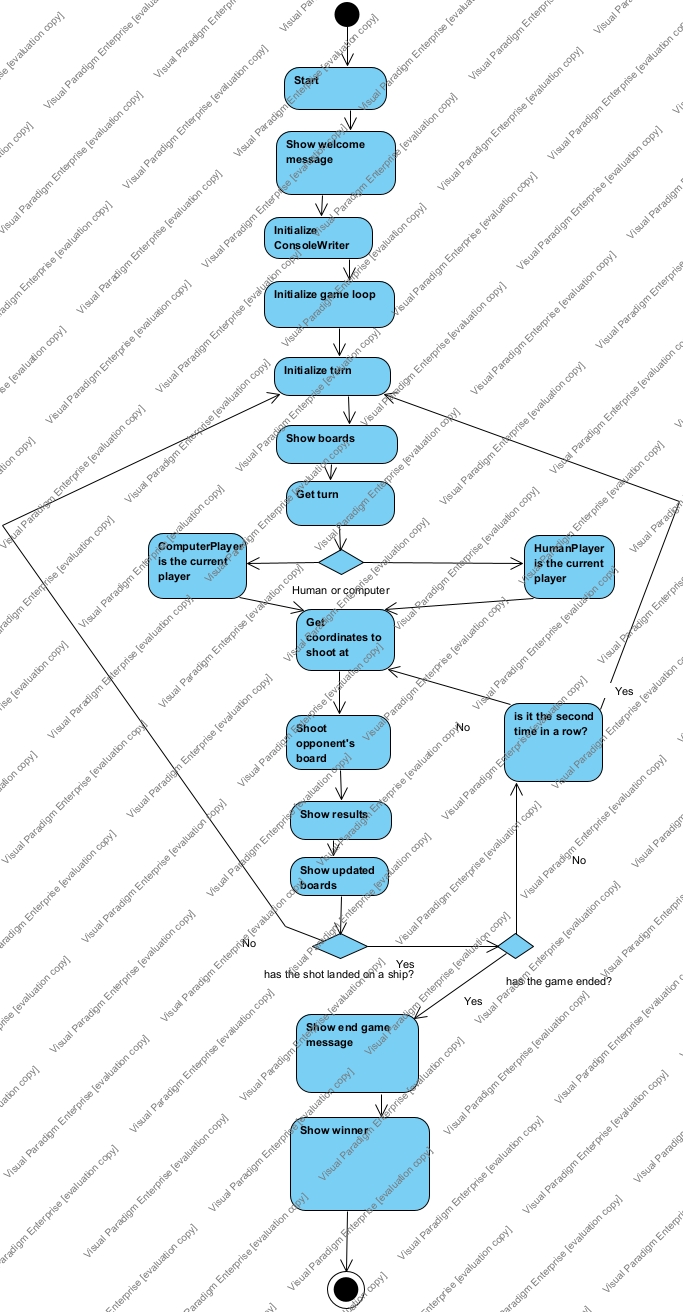 Start
Show welcome
message
Initialize
ConsoleWriter
Initialize game loop
Initialize turn
Show boards
Get turn
ComputerPlayer
is the current
player
HumanPlayer
is the current
player
Human or computer
Get
coordinates to
shoot at
Yes
is it the second
time in a row?
No
Shoot
opponent's
board
Show results
No
Show updated
boards
No
Yes
has the shot landed on a ship?
has the game ended?
Yes
Show end game
message
Show winner
Visual Paradigm Enterprise [evaluation copy]